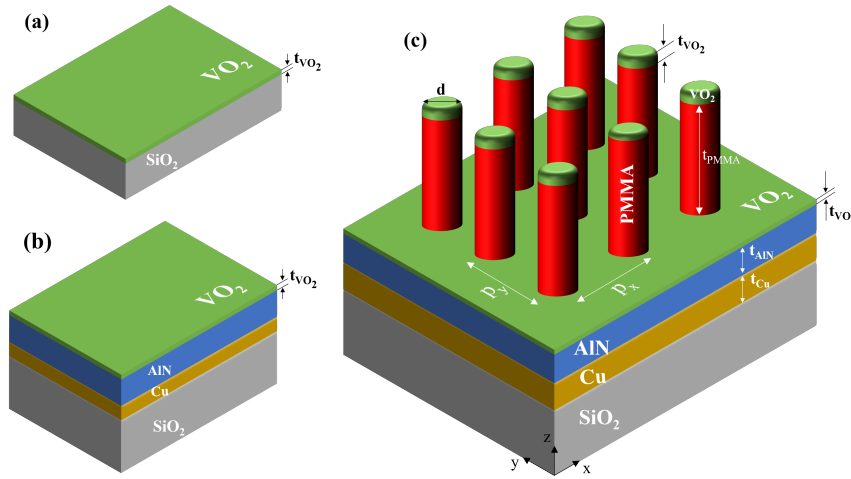 (a)
VO₂
t_VO₂
SiO₂
(b)
VO₂
t_VO₂
AlN
Cu
SiO₂
(c)
t_VO₂
d
VO₂
t_PMMA
PMMA
VO₂
t_VO
p_y
p_x
t_AlN
t_Cu
AlN
Cu
SiO₂
z
y
x